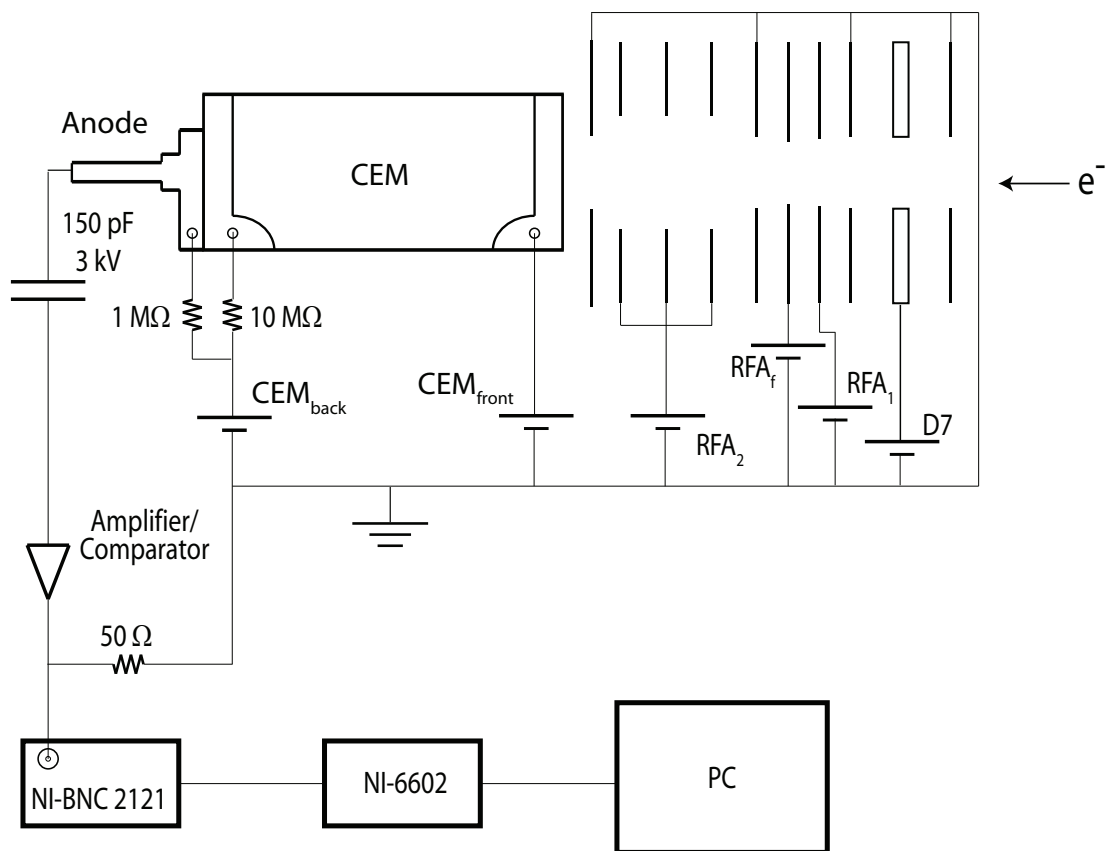 Anode
CEM
e⁻
150 pF
3 kV
1 MΩ
10 MΩ
CEM_back
CEM_front
RFA_2
RFA_f
RFA_1
D7
Amplifier/
Comparator
50 Ω
NI-BNC 2121
NI-6602
PC